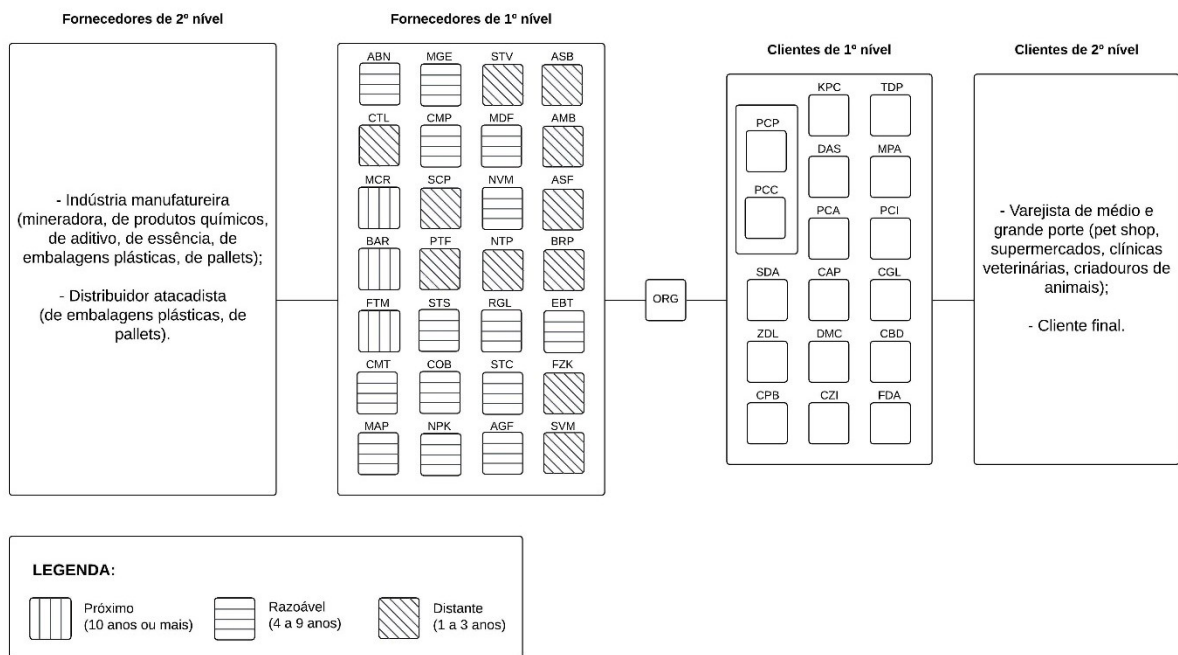 Fornecedores de 2º nível
- Indústria manufatureira
(mineradora, de produtos químicos,
de aditivo, de essência, de
embalagens plásticas, de pallets);
- Distribuidor atacadista
(de embalagens plásticas, de
pallets).
Fornecedores de 1º nível
ABN MGE STV ASB
CTL CMP MDF AMB
MCR SCP NVM ASF
BAR PTF NTP BRP
FTM STS RGL EBT
CMT COB STC FZK
MAP NPK AGF SVM
ORG
Clientes de 1º nível
KPC TDP
PCP
DAS MPA
PCC
PCA PCI
SDA CAP CGL
ZDL DMC CBD
CPB CZI FDA
Clientes de 2º nível
- Varejista de médio e
grande porte (pet shop,
supermercados, clínicas
veterinárias, criadouros de
animais);
- Cliente final.
LEGENDA:
Próximo
(10 anos ou mais)
Razoável
(4 a 9 anos)
Distante
(1 a 3 anos)